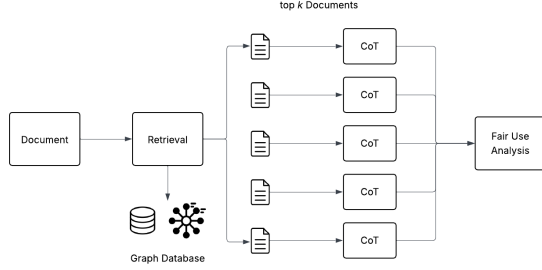 top k Documents
CoT
CoT
Document
Retrieval
CoT
Fair Use
Analysis
CoT
CoT
Graph Database